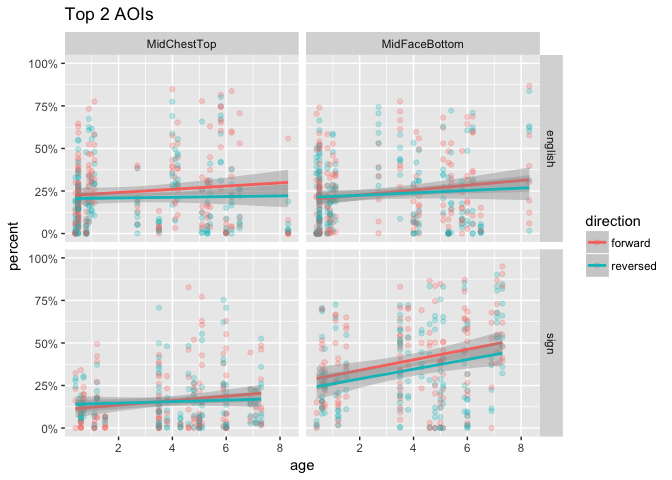 Top 2 AOIs
MidChestTop
MidFaceBottom
100%
75%
50%
25%
0%
english
100%
75%
50%
25%
0%
sign
percent
2
4
6
8
2
4
6
8
age
direction
forward
reversed